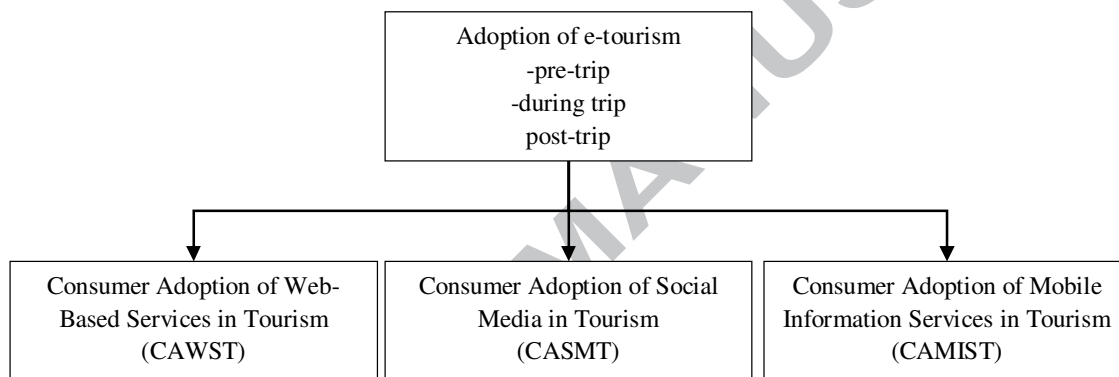 Adoption of e-tourism
-pre-trip
-during trip
post-trip
Consumer Adoption of Web-
Based Services in Tourism
(CAWST)
Consumer Adoption of Social
Media in Tourism
(CASMT)
Consumer Adoption of Mobile
Information Services in Tourism
(CAMIST)